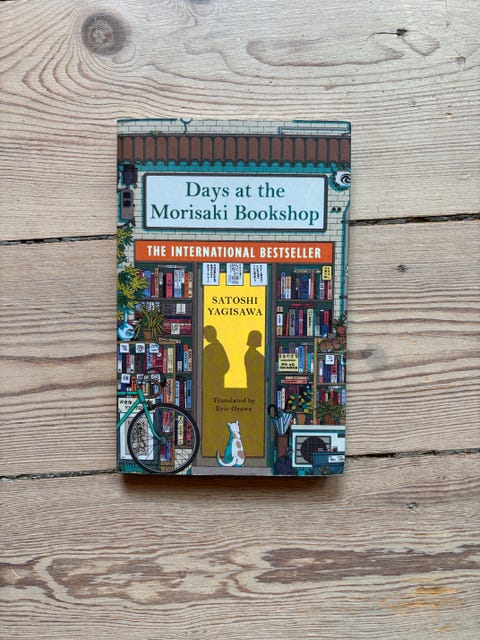 Days at the
Morisaki Bookshop
THE INTERNATIONAL BESTSELLER
SATOSHI
YAGISAWA
Translated by
Eric Ozawa